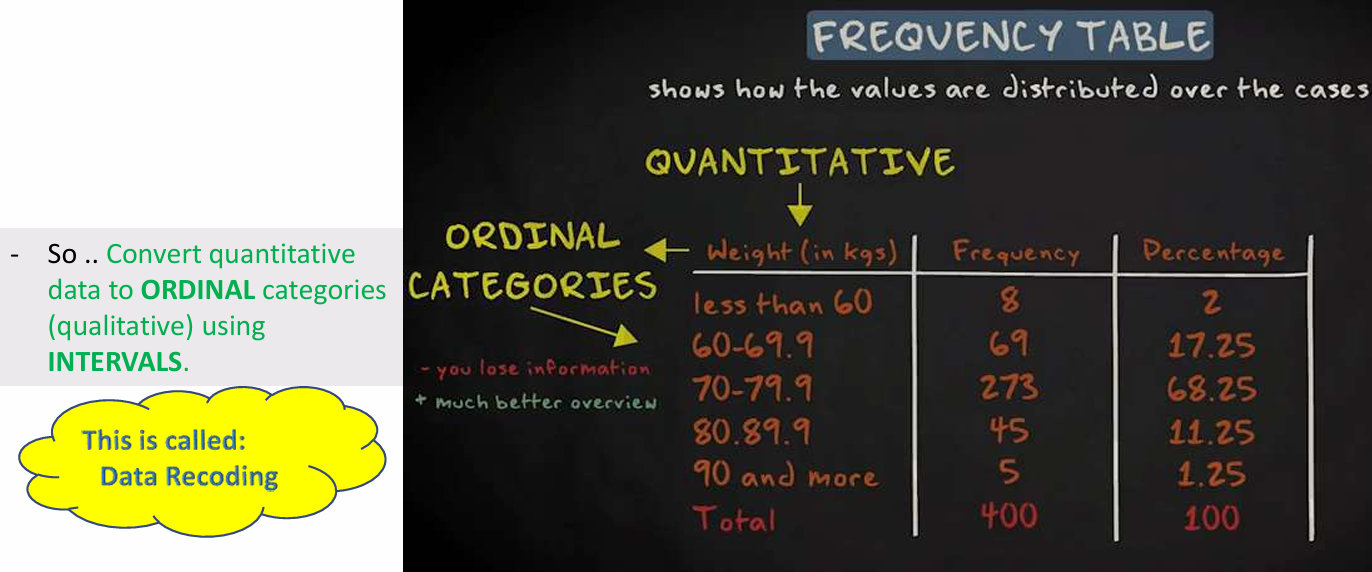 - So .. Convert quantitative
data to ORDINAL categories
(qualitative) using
INTERVALS.
This is called:
Data Recoding
FREQUENCY TABLE
shows how the values are distributed over the cases
QUANTITATIVE
ORDINAL
CATEGORIES
- you lose information
+ much better overview
Weight (in kgs) Frequency Percentage
less than 60 8 2
60-69.9 69 17.25
70-79.9 273 68.25
80.89.9 45 11.25
90 and more 5 1.25
Total 400 100